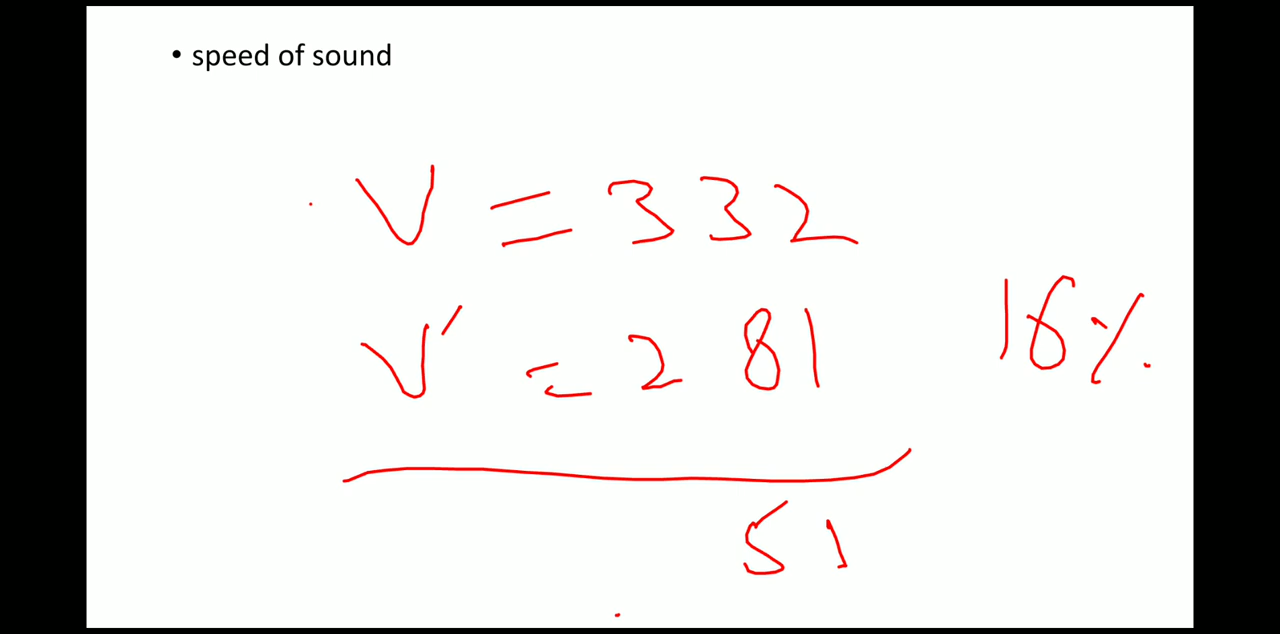 • speed of sound
V = 332
V' = 281
16%
51